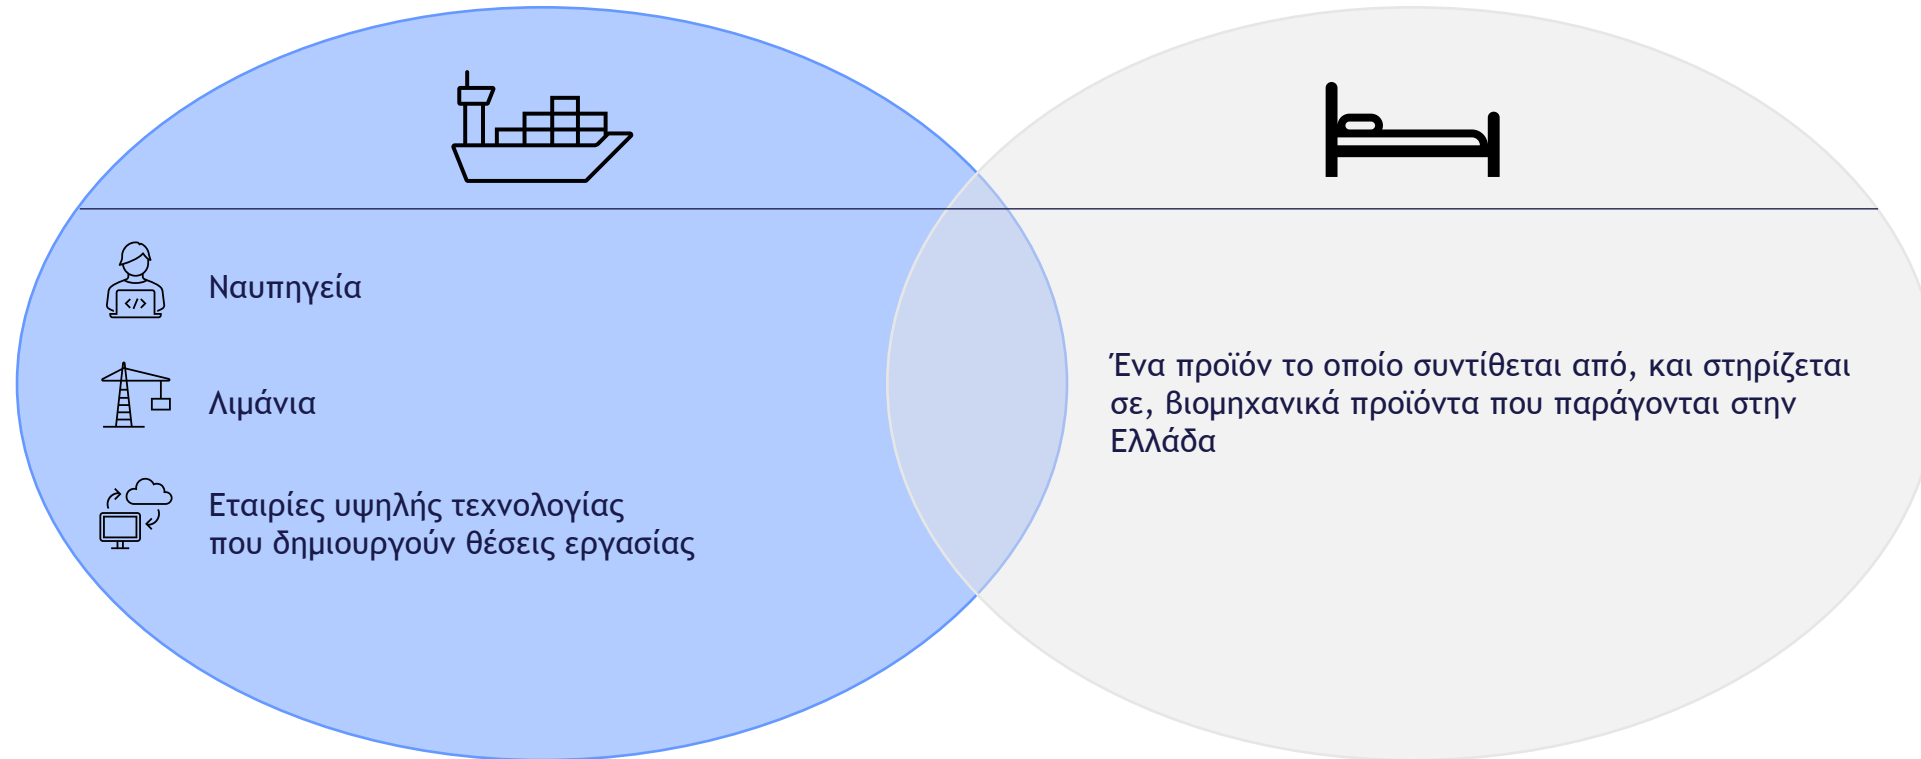 Ναυπηγεία
Λιμάνια
Εταιρίες υψηλής τεχνολογίας
που δημιουργούν θέσεις εργασίας
Ένα προϊόν το οποίο συντίθεται από, και στηρίζεται
σε, βιομηχανικά προϊόντα που παράγονται στην
Ελλάδα